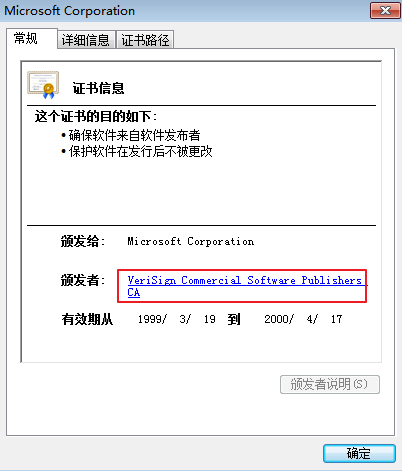 Microsoft Corporation
常规 详细信息 证书路径
证书信息
这个证书的目的如下:
•确保软件来自软件发布者
•保护软件在发行后不被更改
颁发给: Microsoft Corporation
颁发者: VeriSign Commercial Software Publishers
CA
有效期从 1999/ 3/ 19 到 2000/ 4/ 17
颁发者说明(S)
确定